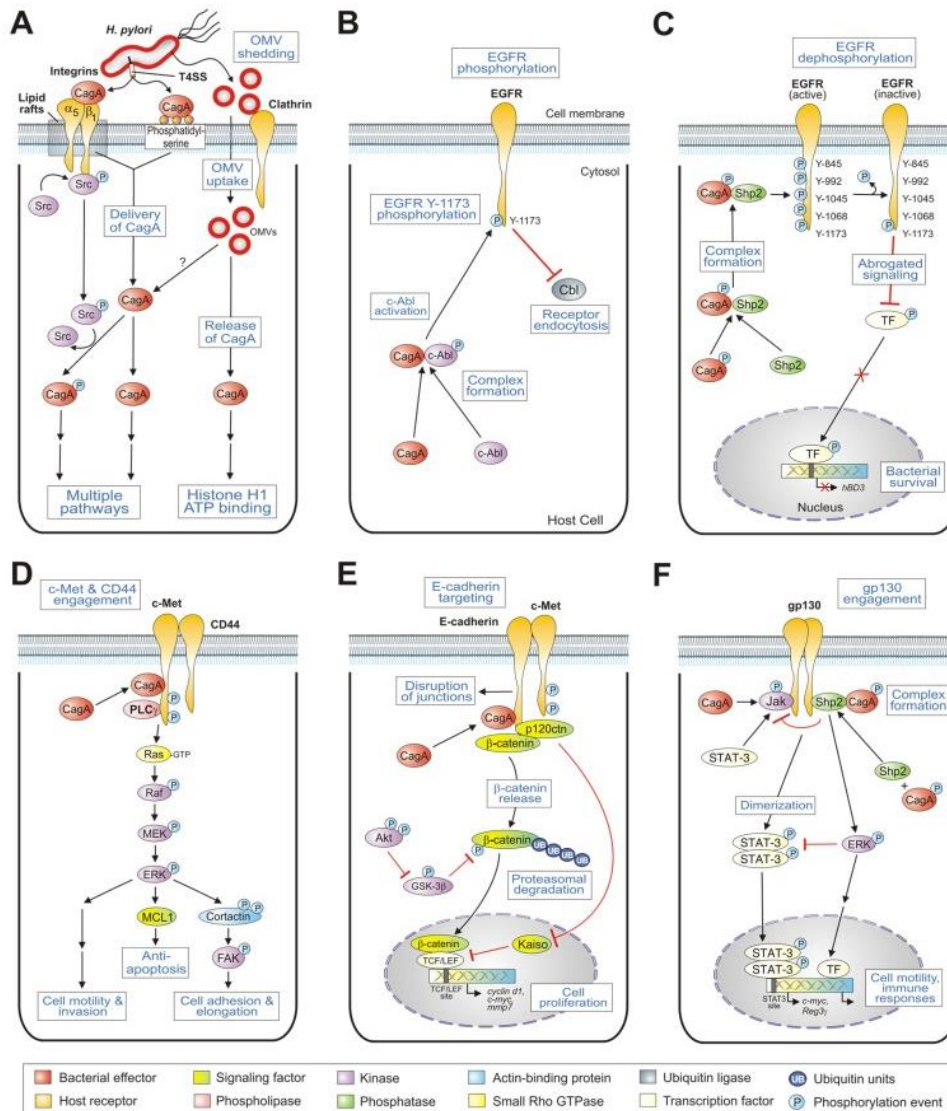 A
H. pylori
OMV
shedding
Integrins
T4SS
CagA
Lipid
rafts
α5
β1
CagA
Clathrin
Phosphatidyl-
serine
Src
P
Src
OMV
uptake
Delivery
of CagA
OMVs
?
Src
P
CagA
Src
Release
of CagA
CagA
P
CagA
CagA
Multiple
pathways
Histone H1
ATP binding
B
EGFR
phosphorylation
EGFR
Cell membrane
Cytosol
EGFR Y-1173
phosphorylation
P
Y-1173
Cbl
c-Abl
activation
Receptor
endocytosis
CagA
c-Abl
P
Complex
formation
CagA
c-Abl
Host Cell
C
EGFR
dephosphorylation
EGFR
(active)
EGFR
(inactive)
P
Y-845
Y-845
P
CagA
Shp2
P
Y-992
P
Y-992
P
Y-1045
Y-1045
P
Y-1068
Y-1068
P
Y-1173
P
Y-1173
Complex
formation
Abrogated
signaling
P
CagA
Shp2
TF
P
P
CagA
Shp2
TF
P
hBD3
Bacterial
survival
Nucleus
D
c-Met & CD44
engagement
c-Met
CD44
CagA
CagA
P
PLCγ
P
Ras
-GTP
Raf
P
MEK
P
ERK
P
MCL1
Cortactin
P
P
Anti-
apoptosis
FAK
P
Cell motility &
invasion
Cell adhesion &
elongation
E
E-cadherin
targeting
c-Met
E-cadherin
Disruption
of junctions
P
P
CagA
p120ctn
β-catenin
CagA
β-catenin
release
P
P
Akt
β-catenin
P
UB
UB
UB
UB
GSK-3β
P
Proteasomal
degradation
β-catenin
Kaiso
TCF/LEF
TCF/LEF
site
cyclin d1,
c-myc,
mmp7
Cell
proliferation
F
gp130
engagement
gp130
CagA
Jak
P
Shp2
CagA
P
Complex
formation
STAT-3
Shp2
+
CagA
P
Dimerization
STAT-3
P
STAT-3
P
ERK
P
STAT-3
P
STAT-3
P
TF
STAT3
site
c-myc,
Reg3γ
Cell motility,
immune
responses
Bacterial effector
Signaling factor
Kinase
Actin-binding protein
Ubiquitin ligase
UB
Ubiquitin units
Host receptor
Phospholipase
Phosphatase
Small Rho GTPase
Transcription factor
P
Phosphorylation event